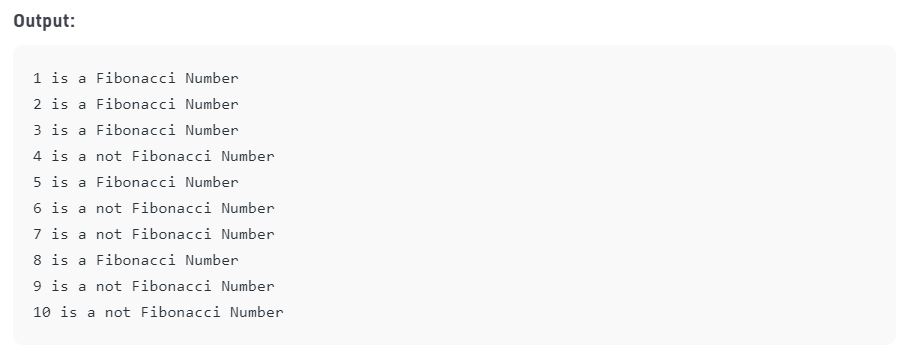 Output:
1 is a Fibonacci Number
2 is a Fibonacci Number
3 is a Fibonacci Number
4 is a not Fibonacci Number
5 is a Fibonacci Number
6 is a not Fibonacci Number
7 is a not Fibonacci Number
8 is a Fibonacci Number
9 is a not Fibonacci Number
10 is a not Fibonacci Number